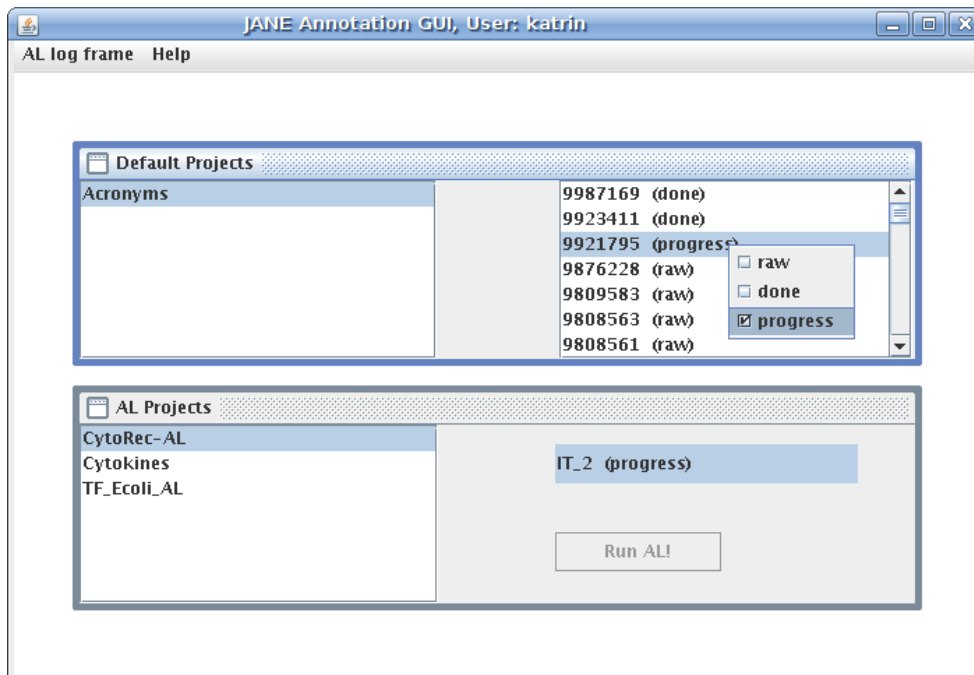 JANE Annotation GUI, User: katrin
AL log frame Help
Default Projects
Acronyms
9987169 (done)
9923411 (done)
9921795 (progress)
9876228 (raw)
9809583 (raw)
9808563 (raw)
9808561 (raw)
raw
done
progress
AL Projects
CytoRec-AL
Cytokines
TF_Ecoli_AL
IT_2 (progress)
Run AL!